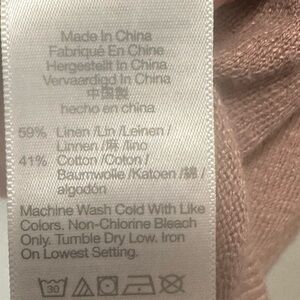 Made In China
Fabriqué En Chine
Hergestellt In China
Vervaardigd In China
中国製
hecho en china
59% Linen /Lin /Leinen /
Linnen /麻 /lino
41% Cotton /Coton /
Baumwolle /Katoen /綿 /
algodón
Machine Wash Cold With Like
Colors. Non-Chlorine Bleach
Only. Tumble Dry Low. Iron
On Lowest Setting.
30